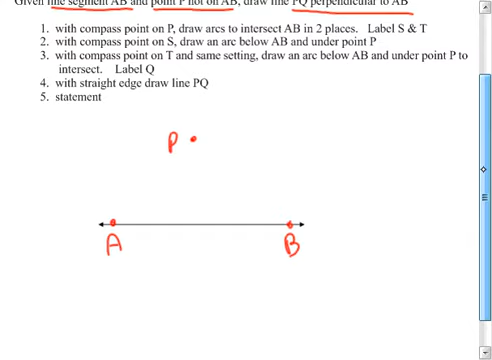 Given line segment AB and point P not on AB, draw line PQ perpendicular to AB
1. with compass point on P, draw arcs to intersect AB in 2 places. Label S & T
2. with compass point on S, draw an arc below AB and under point P
3. with compass point on T and same setting, draw an arc below AB and under point P to
intersect. Label Q
4. with straight edge draw line PQ
5. statement
P
A B